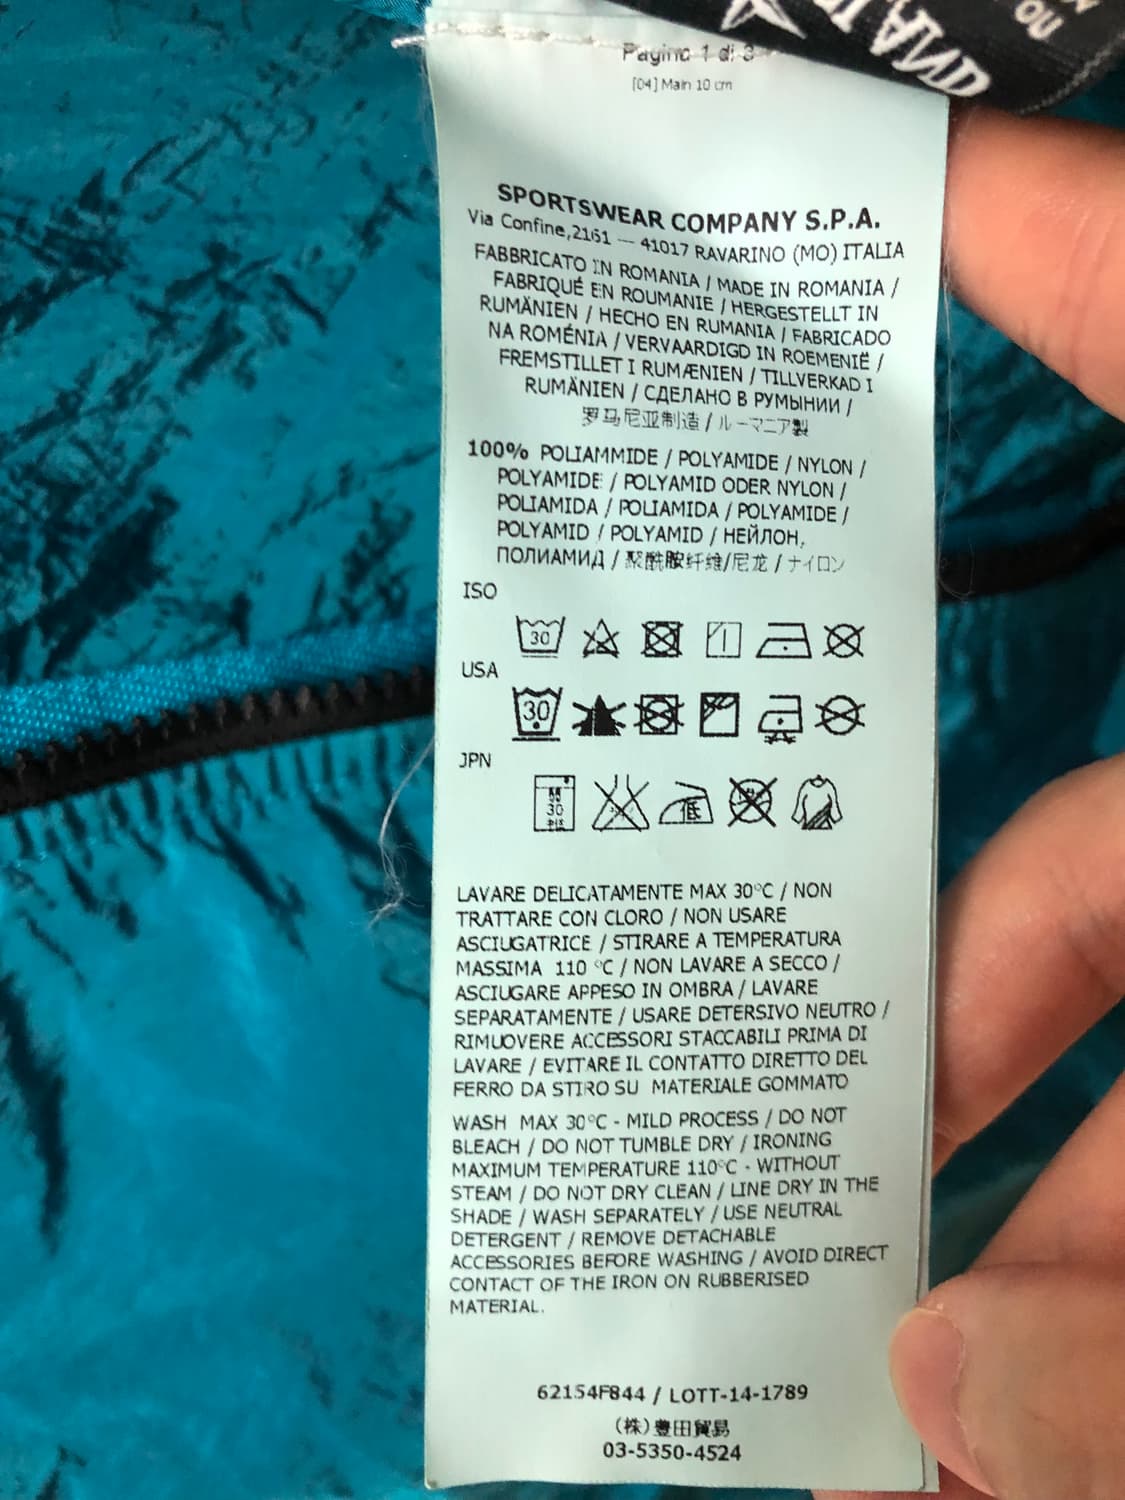 Pagina 1 di 3
[04] Main 10 cm
SPORTSWEAR COMPANY S.P.A.
Via Confine,2161 — 41017 RAVARINO (MO) ITALIA
FABBRICATO IN ROMANIA / MADE IN ROMANIA /
FABRIQUÉ EN ROUMANIE / HERGESTELLT IN
RUMÄNIEN / HECHO EN RUMANIA / FABRICADO
NA ROMÉNIA / VERVAARDIGD IN ROEMENIË /
FREMSTILLET I RUMÆNIEN / TILLVERKAD I
RUMÄNIEN / СДЕЛАНО В РУМЫНИИ /
罗马尼亚制造 / ルーマニア製
100% POLIAMMIDE / POLYAMIDE / NYLON /
POLYAMIDE / POLYAMID ODER NYLON /
POLIAMIDA / POLIAMIDA / POLYAMIDE /
POLYAMID / POLYAMID / НЕЙЛОН,
ПОЛИАМИД / 聚酰胺纤维/尼龙 / ナイロン
ISO
30
USA
30
JPN
30
低
LAVARE DELICATAMENTE MAX 30°C / NON
TRATTARE CON CLORO / NON USARE
ASCIUGATRICE / STIRARE A TEMPERATURA
MASSIMA 110 °C / NON LAVARE A SECCO /
ASCIUGARE APPESO IN OMBRA / LAVARE
SEPARATAMENTE / USARE DETERSIVO NEUTRO /
RIMUOVERE ACCESSORI STACCABILI PRIMA DI
LAVARE / EVITARE IL CONTATTO DIRETTO DEL
FERRO DA STIRO SU MATERIALE GOMMATO
WASH MAX 30°C - MILD PROCESS / DO NOT
BLEACH / DO NOT TUMBLE DRY / IRONING
MAXIMUM TEMPERATURE 110°C - WITHOUT
STEAM / DO NOT DRY CLEAN / LINE DRY IN THE
SHADE / WASH SEPARATELY / USE NEUTRAL
DETERGENT / REMOVE DETACHABLE
ACCESSORIES BEFORE WASHING / AVOID DIRECT
CONTACT OF THE IRON ON RUBBERISED
MATERIAL.
62154F844 / LOTT-14-1789
(株)豊田貿易
03-5350-4524